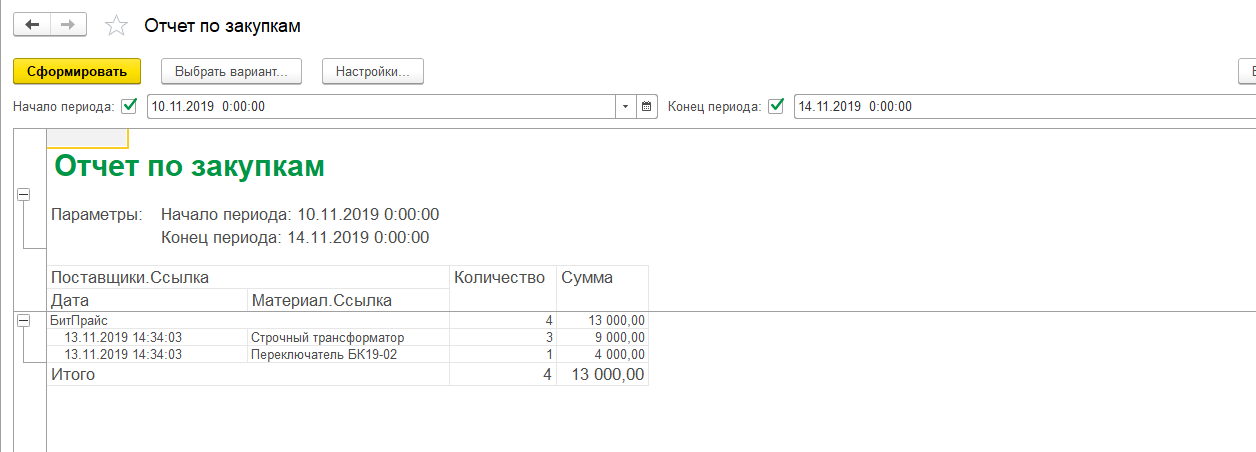 Отчет по закупкам
Сформировать Выбрать вариант... Настройки...
Начало периода: 10.11.2019 0:00:00 Конец периода: 14.11.2019 0:00:00
Отчет по закупкам
Параметры: Начало периода: 10.11.2019 0:00:00
Конец периода: 14.11.2019 0:00:00
Поставщики.Ссылка Количество Сумма
Дата Материал.Ссылка
БитПрайс 4 13 000,00
13.11.2019 14:34:03 Строчный трансформатор 3 9 000,00
13.11.2019 14:34:03 Переключатель БК19-02 1 4 000,00
Итого 4 13 000,00